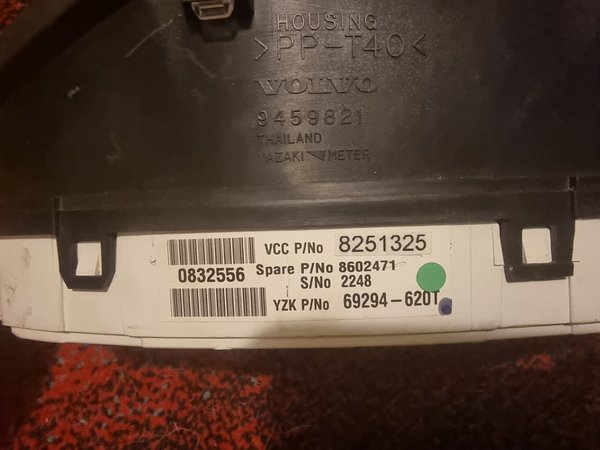 HOUSING
>PP-T40<
VOLVO
9459821
THAILAND
YAZAKI METER
VCC P/No 8251325
0832556 Spare P/No 8602471
S/No 2248
YZK P/No 69294-620T